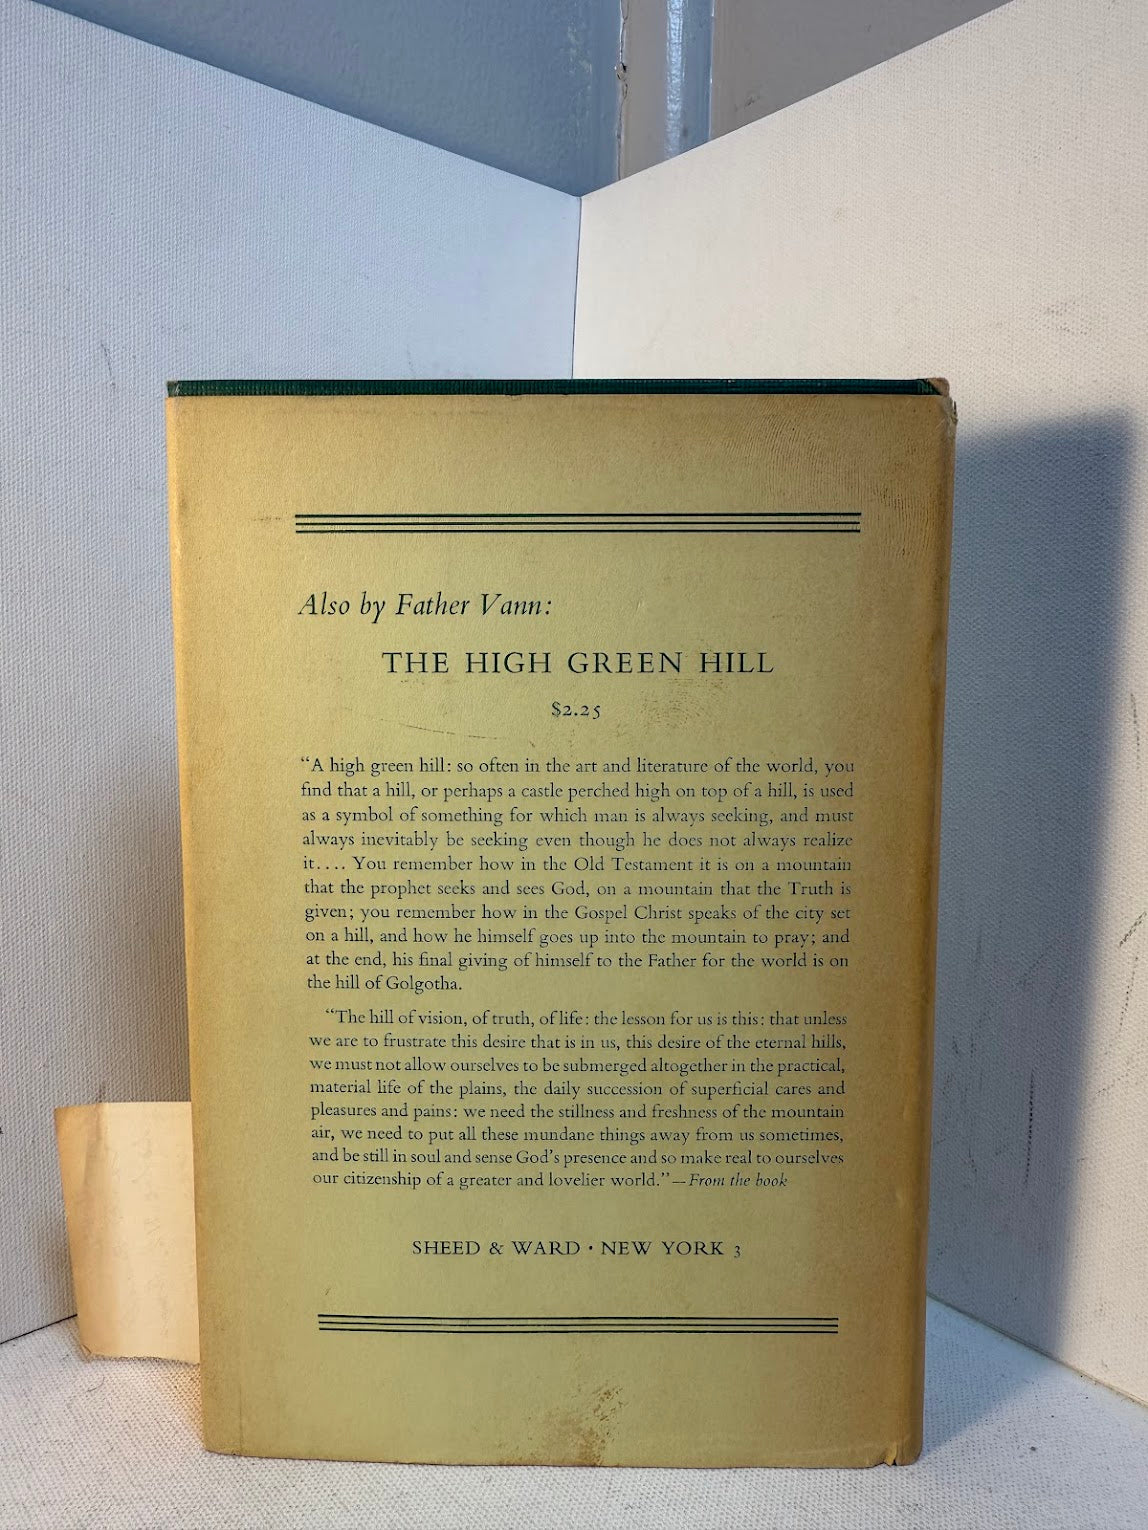 Also by Father Vann:
THE HIGH GREEN HILL
$2.25
“A high green hill: so often in the art and literature of the world, you
find that a hill, or perhaps a castle perched high on top of a hill, is used
as a symbol of something for which man is always seeking, and must
always inevitably be seeking even though he does not always realize
it.... You remember how in the Old Testament it is on a mountain
that the prophet seeks and sees God, on a mountain that the Truth is
given; you remember how in the Gospel Christ speaks of the city set
on a hill, and how he himself goes up into the mountain to pray; and
at the end, his final giving of himself to the Father for the world is on
the hill of Golgotha.
“The hill of vision, of truth, of life: the lesson for us is this: that unless
we are to frustrate this desire that is in us, this desire of the eternal hills,
we must not allow ourselves to be submerged altogether in the practical,
material life of the plains, the daily succession of superficial cares and
pleasures and pains: we need the stillness and freshness of the mountain
air, we need to put all these mundane things away from us sometimes,
and be still in soul and sense God’s presence and so make real to ourselves
our citizenship of a greater and lovelier world.”—From the book
SHEED & WARD · NEW YORK 3